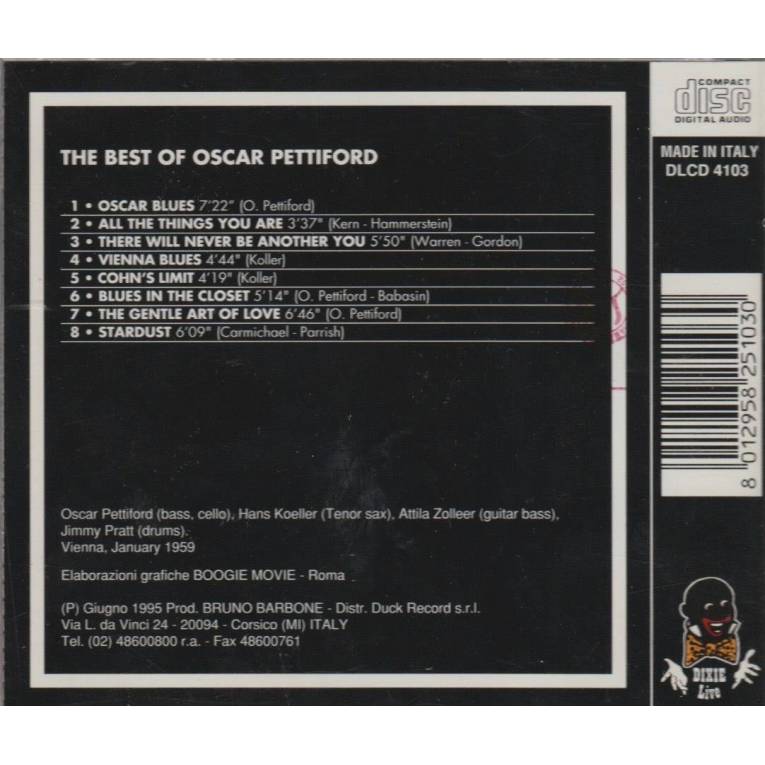 THE BEST OF OSCAR PETTIFORD
1 • OSCAR BLUES 7'22" (O. Pettiford)
2 • ALL THE THINGS YOU ARE 3'37" (Kern - Hammerstein)
3 • THERE WILL NEVER BE ANOTHER YOU 5'50" (Warren - Gordon)
4 • VIENNA BLUES 4'44" (Koller)
5 • COHN'S LIMIT 4'19" (Koller)
6 • BLUES IN THE CLOSET 5'14" (O. Pettiford - Babasin)
7 • THE GENTLE ART OF LOVE 6'46" (O. Pettiford)
8 • STARDUST 6'09" (Carmichael - Parrish)
Oscar Pettiford (bass, cello), Hans Koeller (Tenor sax), Attila Zolleer (guitar bass),
Jimmy Pratt (drums).
Vienna, January 1959
Elaborazioni grafiche BOOGIE MOVIE - Roma
(P) Giugno 1995 Prod. BRUNO BARBONE - Distr. Duck Record s.r.l.
Via L. da Vinci 24 - 20094 - Corsico (MI) ITALY
Tel. (02) 48600800 r.a. - Fax 48600761
COMPACT
disc
DIGITAL AUDIO
MADE IN ITALY
DLCD 4103
8 012958 251030
DIXIE
Live